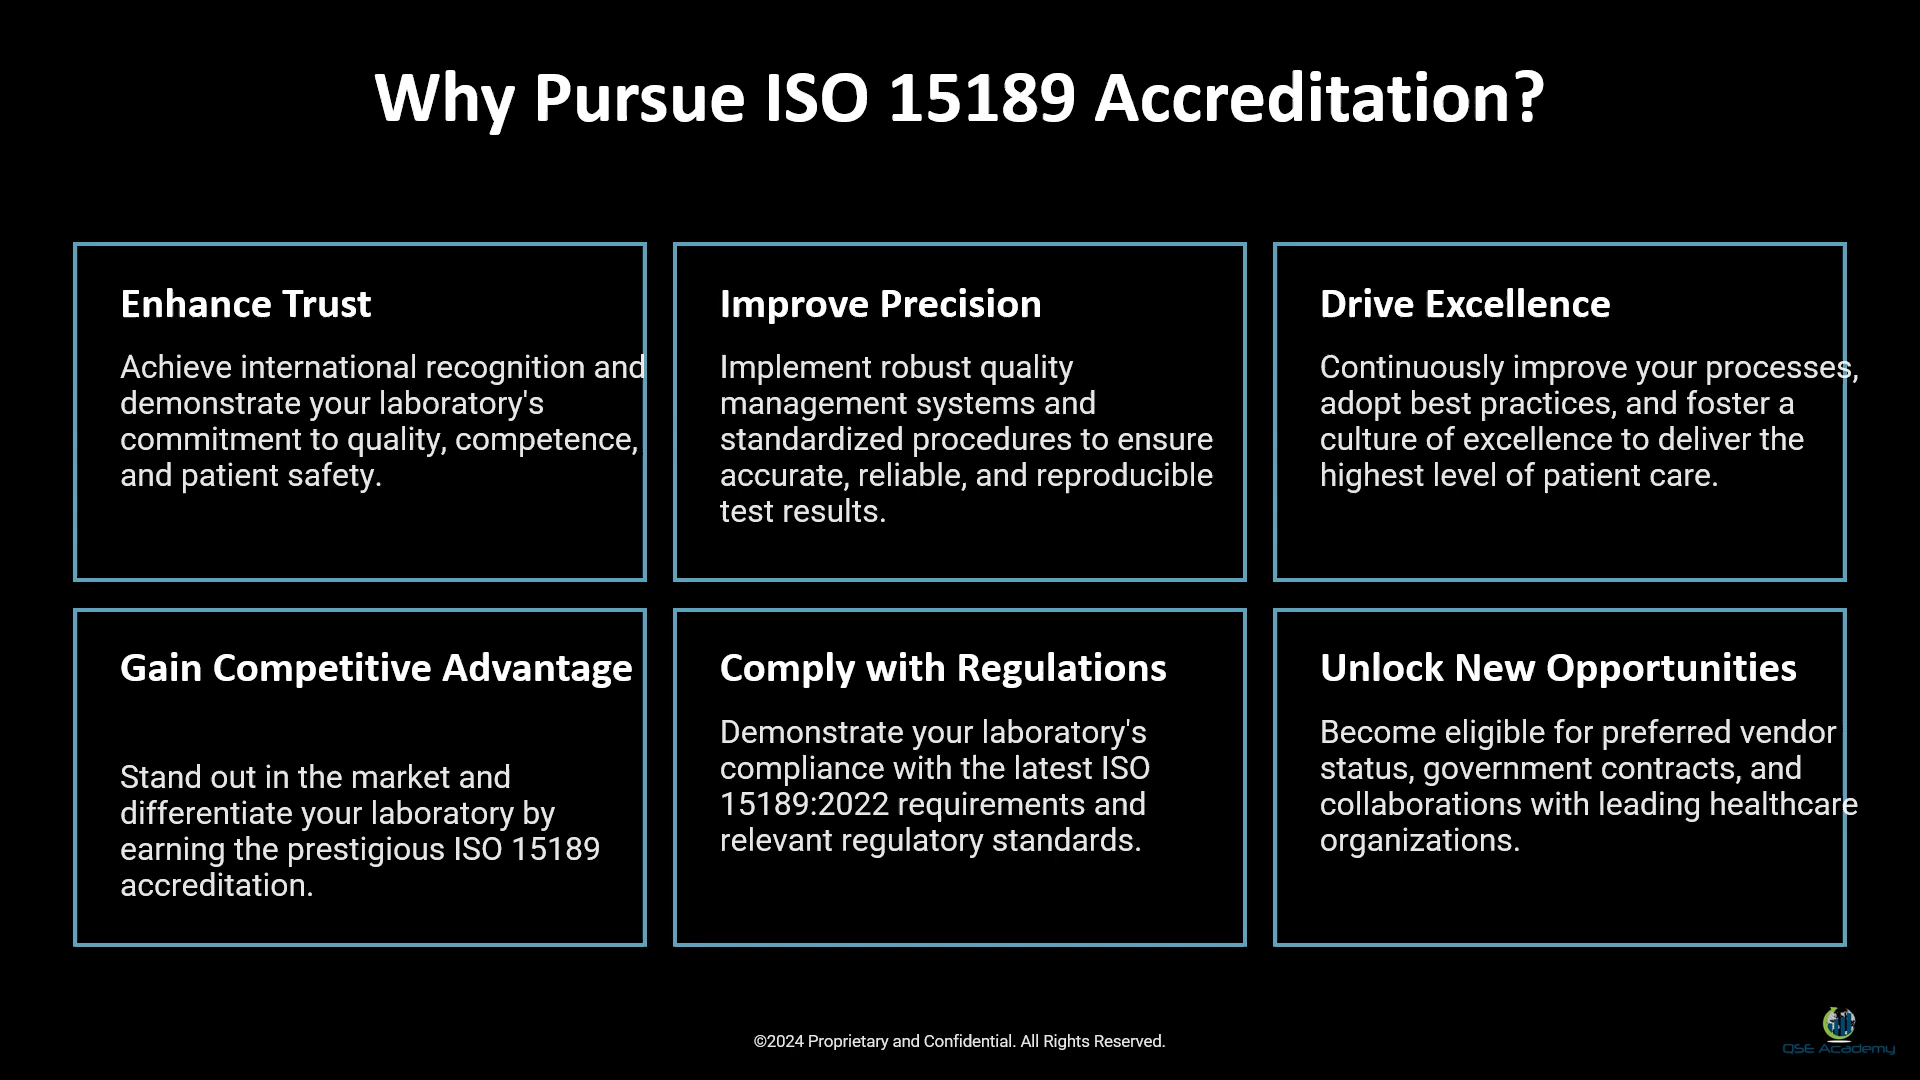 Why Pursue ISO 15189 Accreditation?
Enhance Trust
Achieve international recognition and
demonstrate your laboratory's
commitment to quality, competence,
and patient safety.
Improve Precision
Implement robust quality
management systems and
standardized procedures to ensure
accurate, reliable, and reproducible
test results.
Drive Excellence
Continuously improve your processes,
adopt best practices, and foster a
culture of excellence to deliver the
highest level of patient care.
Gain Competitive Advantage
Stand out in the market and
differentiate your laboratory by
earning the prestigious ISO 15189
accreditation.
Comply with Regulations
Demonstrate your laboratory's
compliance with the latest ISO
15189:2022 requirements and
relevant regulatory standards.
Unlock New Opportunities
Become eligible for preferred vendor
status, government contracts, and
collaborations with leading healthcare
organizations.
©2024 Proprietary and Confidential. All Rights Reserved.
QSE Academy